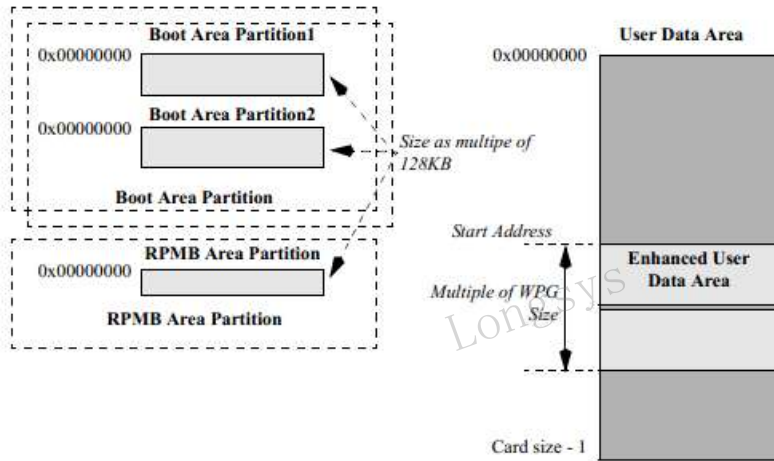 Boot Area Partition1
0x00000000
Boot Area Partition2
0x00000000
Size as multipe of
128KB
Boot Area Partition
RPMB Area Partition
0x00000000
RPMB Area Partition
User Data Area
0x00000000
Start Address
Enhanced User
Data Area
Multiple of WPG
Size
Longsys
Card size - 1